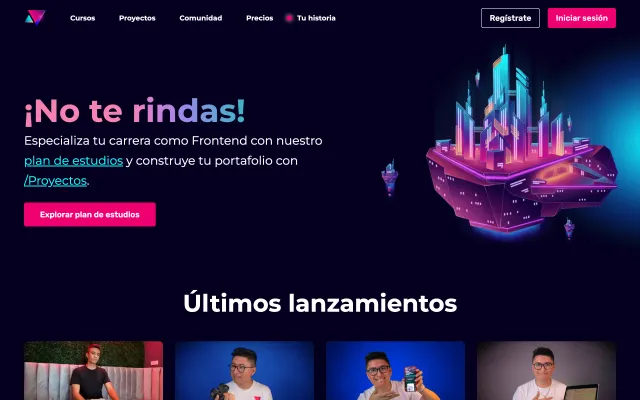 Cursos
Proyectos
Comunidad
Precios
Tu historia
Regístrate
Iniciar sesión
¡No te rindas!
Especializa tu carrera como Frontend con nuestro
plan de estudios y construye tu portafolio con
/Proyectos.
Explorar plan de estudios
Últimos lanzamientos